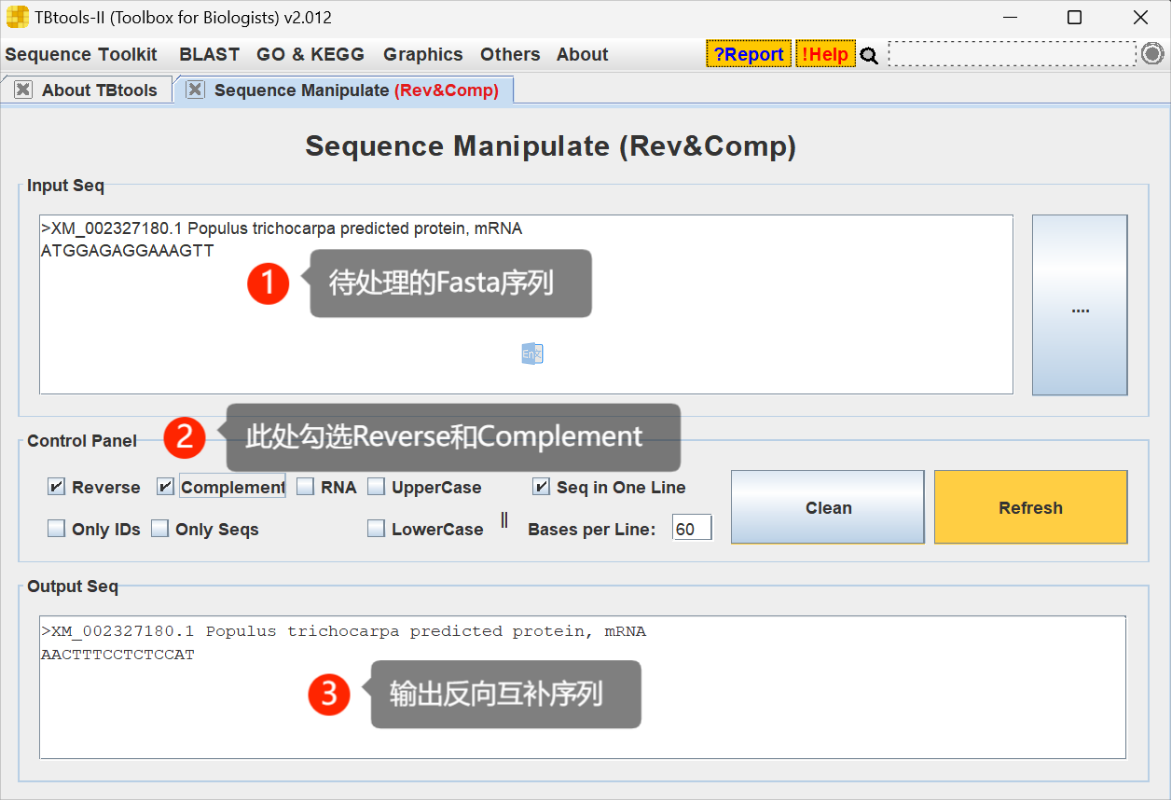 TBtools-II (Toolbox for Biologists) v2.012
Sequence Toolkit BLAST GO & KEGG Graphics Others About ?Report !Help
About TBtools Sequence Manipulate (Rev&Comp)
Sequence Manipulate (Rev&Comp)
Input Seq
>XM_002327180.1 Populus trichocarpa predicted protein, mRNA
ATGGAGAGGAAAGTT
1 待处理的Fasta序列
....
En文
2 此处勾选Reverse和Complement
Control Panel
Reverse Complement RNA UpperCase Seq in One Line
Only IDs Only Seqs LowerCase || Bases per Line: 60
Clean Refresh
Output Seq
>XM_002327180.1 Populus trichocarpa predicted protein, mRNA
AACTTTCCTCTCCAT
3 输出反向互补序列